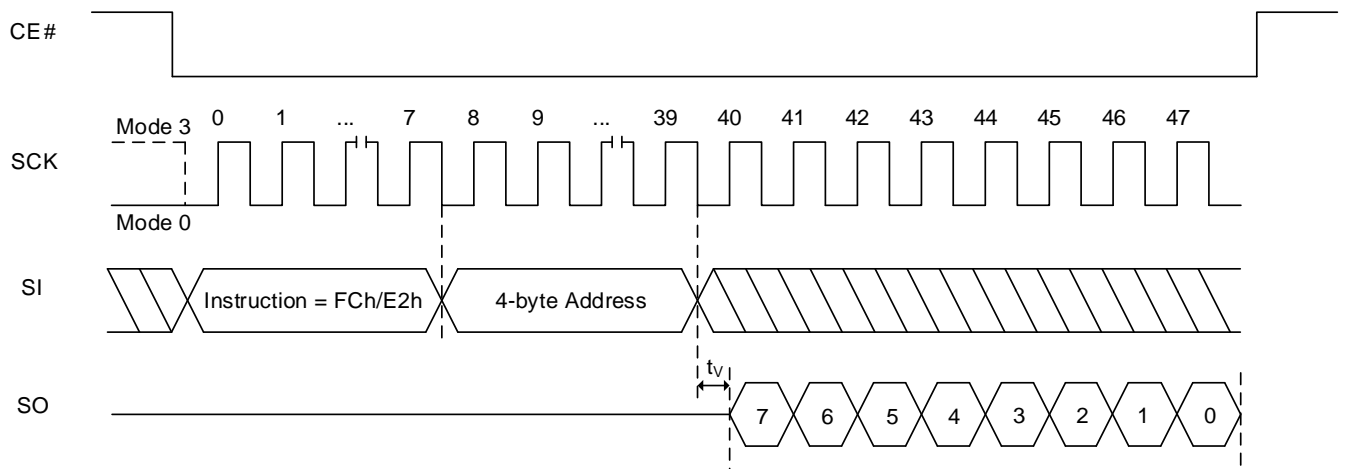 CE#
Mode 3 0 1 ... 7 8 9 ... 39 40 41 42 43 44 45 46 47
SCK
Mode 0
SI
Instruction = FCh/E2h 4-byte Address
tV
SO
7 6 5 4 3 2 1 0